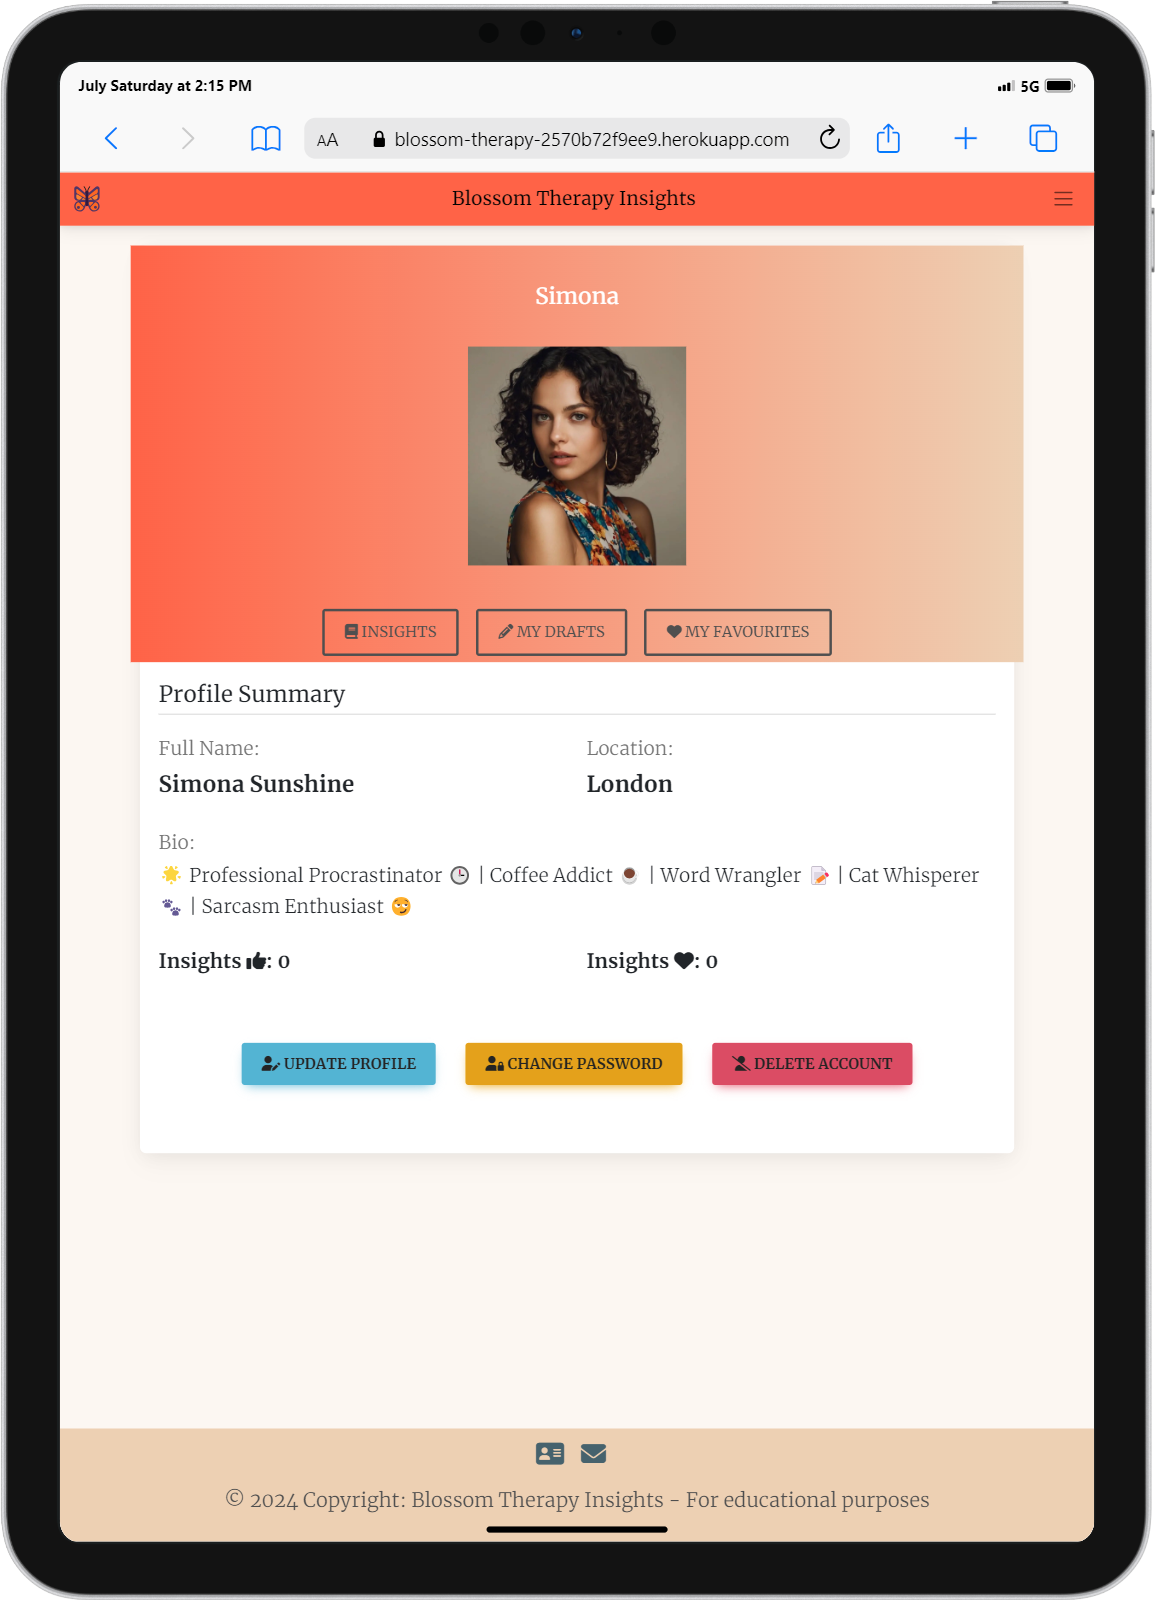 July Saturday at 2:15 PM
5G
AA
blossom-therapy-2570b72f9ee9.herokuapp.com
Blossom Therapy Insights
Simona
INSIGHTS
MY DRAFTS
MY FAVOURITES
Profile Summary
Full Name:
Location:
Simona Sunshine
London
Bio:
🌟 Professional Procrastinator 🕒 | Coffee Addict ☕ | Word Wrangler 📝 | Cat Whisperer
🐾 | Sarcasm Enthusiast 😏
Insights 👍: 0
Insights ♥: 0
UPDATE PROFILE
CHANGE PASSWORD
DELETE ACCOUNT
© 2024 Copyright: Blossom Therapy Insights - For educational purposes